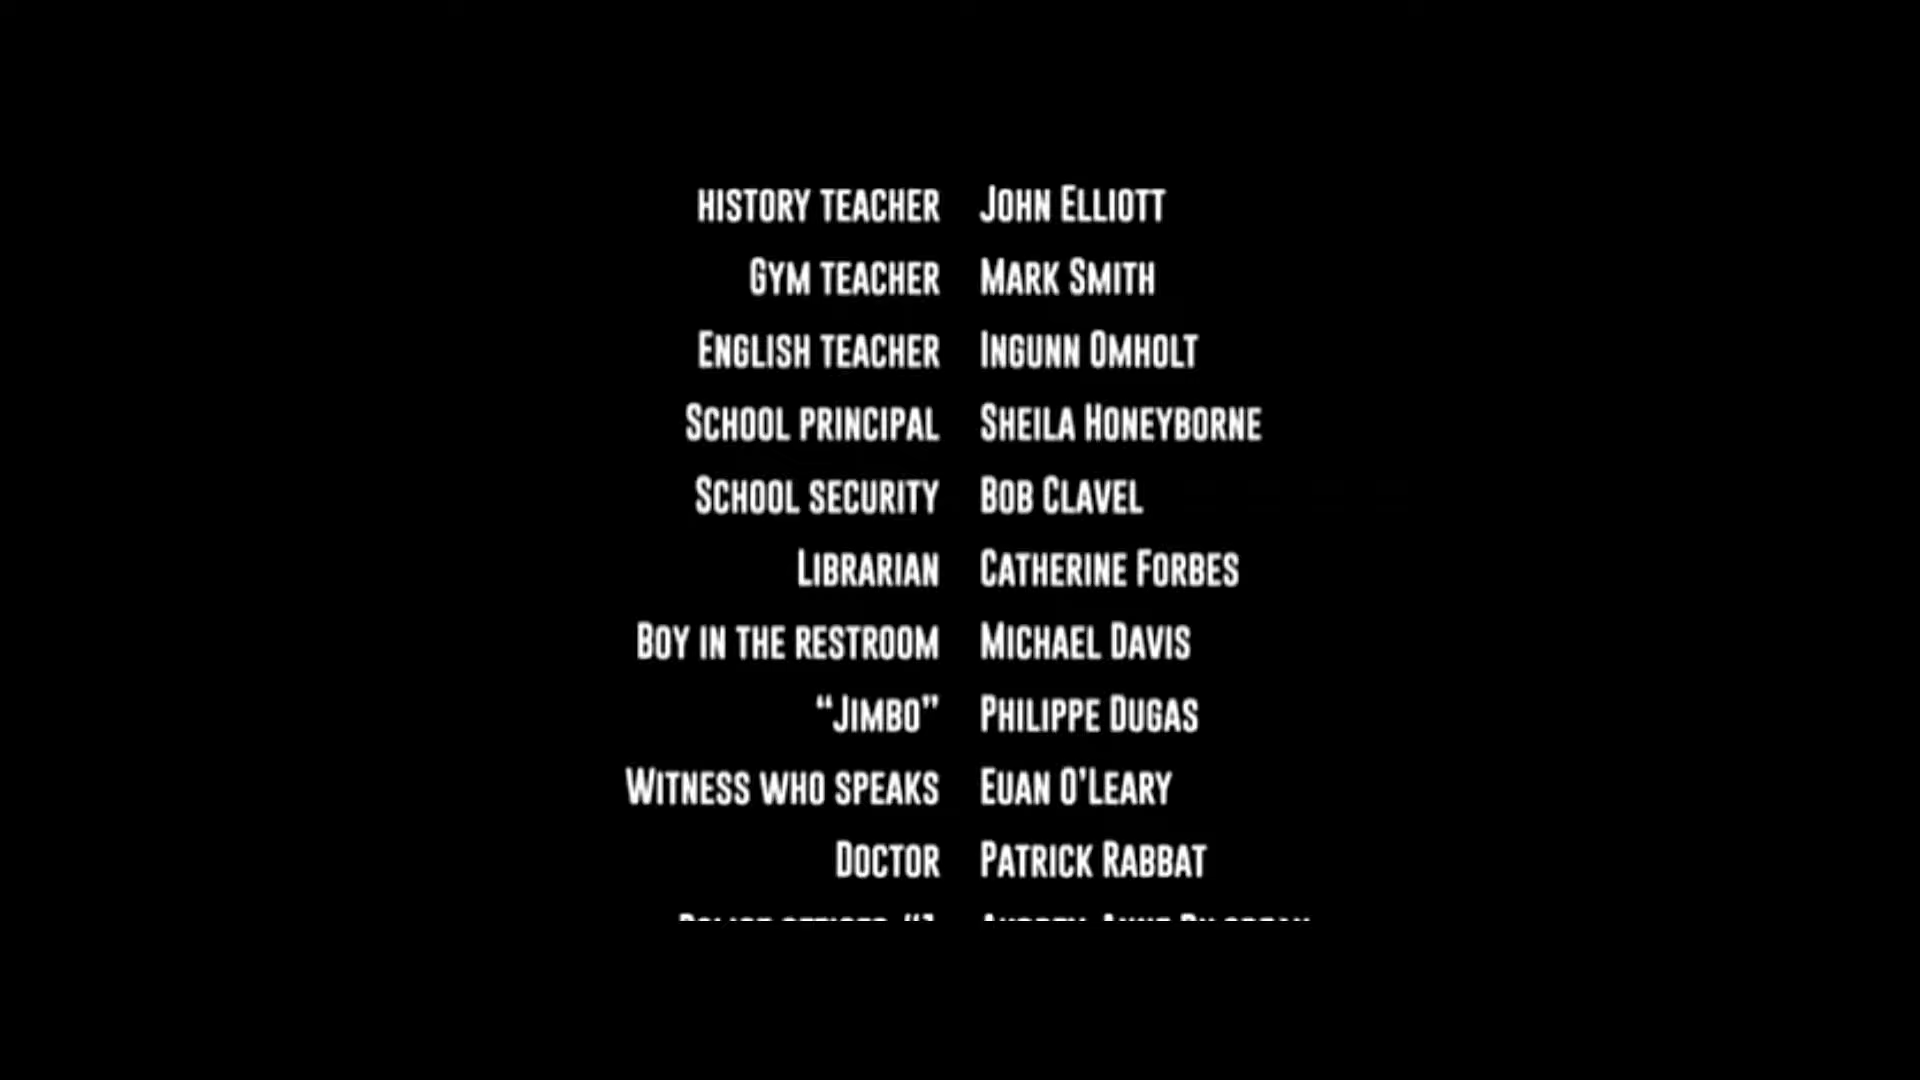 History teacher John Elliott
Gym teacher Mark Smith
English teacher Ingunn Omholt
School principal Sheila Honeyborne
School security Bob Clavel
Librarian Catherine Forbes
Boy in the restroom Michael Davis
“Jimbo” Philippe Dugas
Witness who speaks Euan O’Leary
Doctor Patrick Rabbat